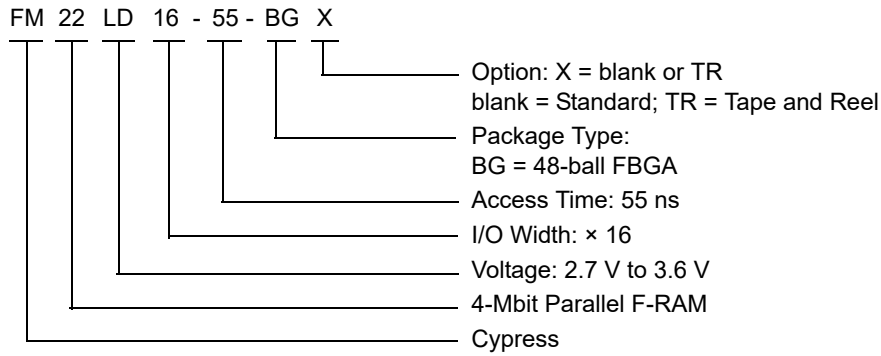 FM 22 LD 16 - 55 - BG X
Option: X = blank or TR
blank = Standard; TR = Tape and Reel
Package Type:
BG = 48-ball FBGA
Access Time: 55 ns
I/O Width: × 16
Voltage: 2.7 V to 3.6 V
4-Mbit Parallel F-RAM
Cypress